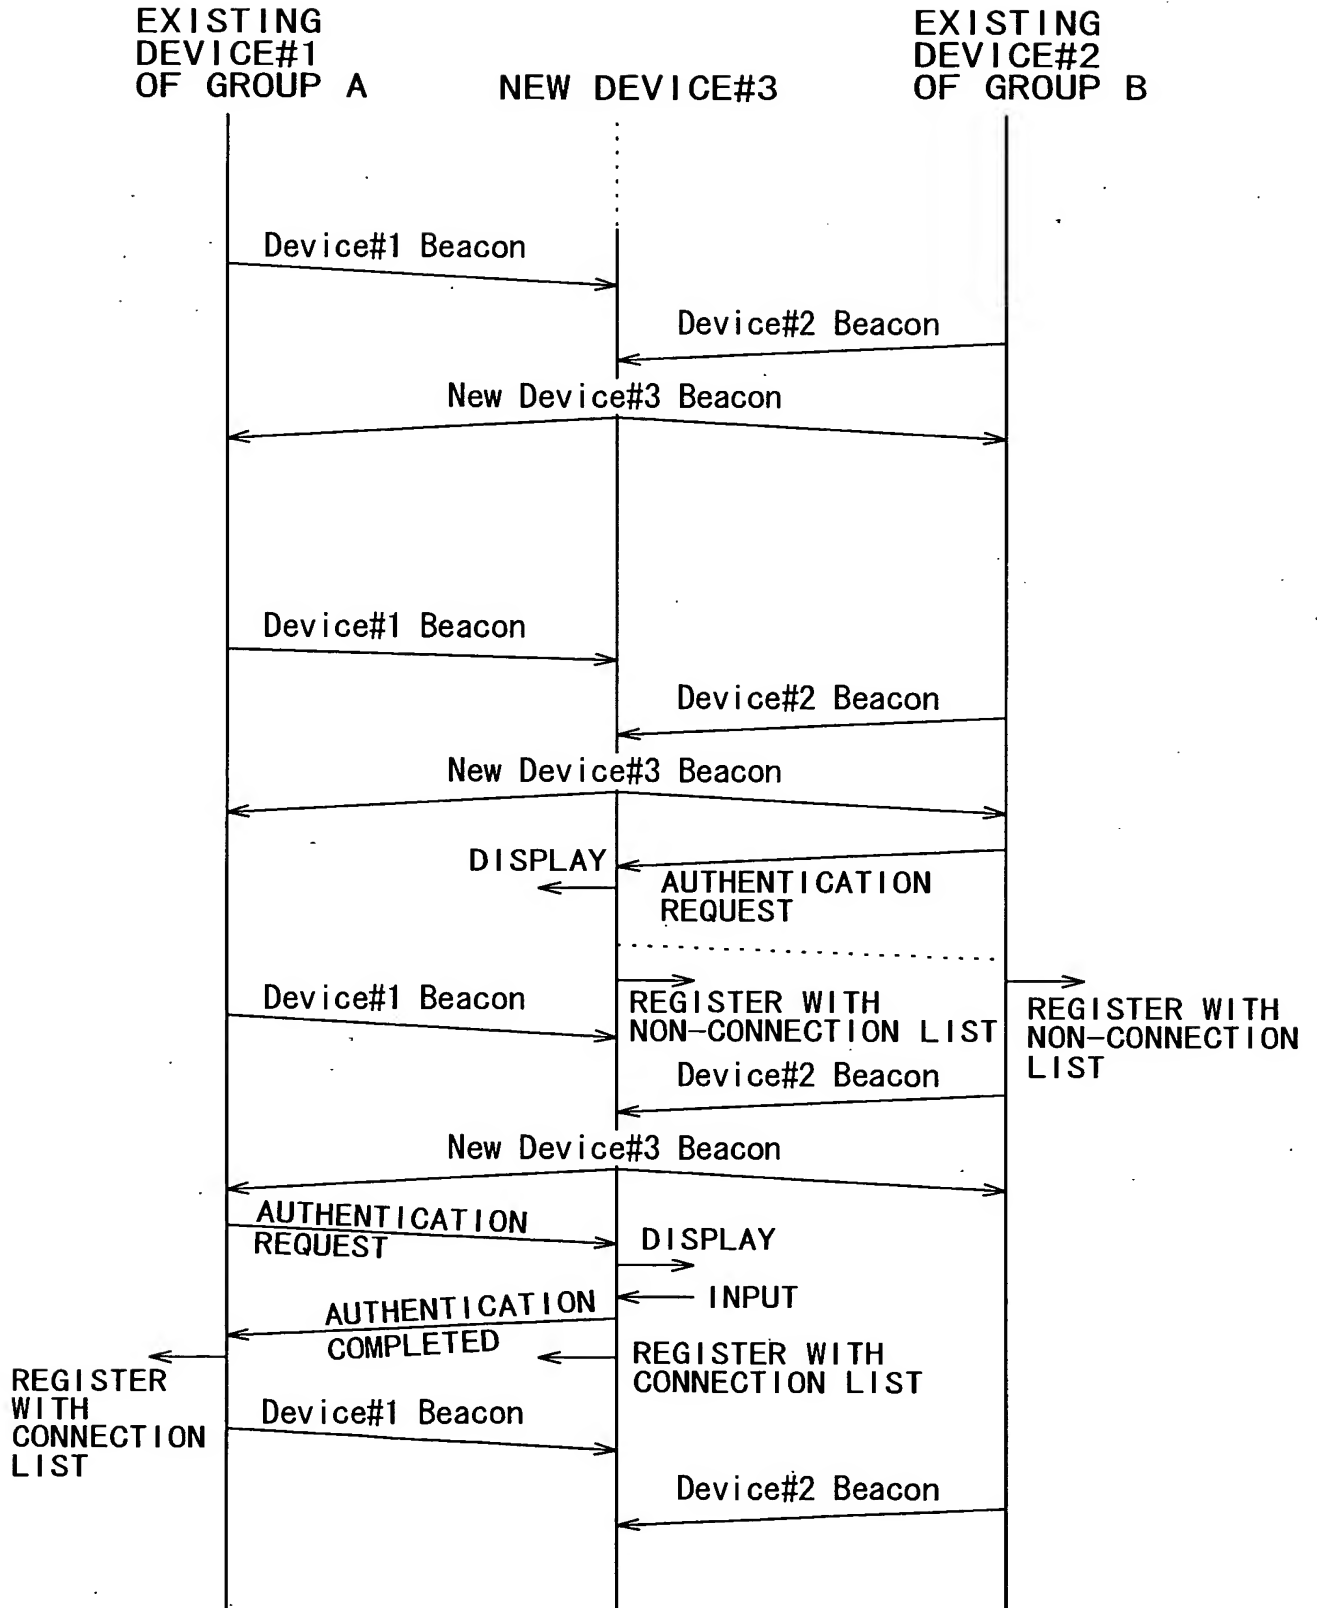 EXISTING
DEVICE#1
OF GROUP A
NEW DEVICE#3
EXISTING
DEVICE#2
OF GROUP B
Device#1 Beacon
Device#2 Beacon
New Device#3 Beacon
Device#1 Beacon
Device#2 Beacon
New Device#3 Beacon
DISPLAY
AUTHENTICATION
REQUEST
Device#1 Beacon
REGISTER WITH
NON-CONNECTION LIST
REGISTER WITH
NON-CONNECTION
LIST
Device#2 Beacon
New Device#3 Beacon
AUTHENTICATION
REQUEST
DISPLAY
INPUT
AUTHENTICATION
COMPLETED
REGISTER WITH
CONNECTION LIST
REGISTER
WITH
CONNECTION
LIST
Device#1 Beacon
Device#2 Beacon